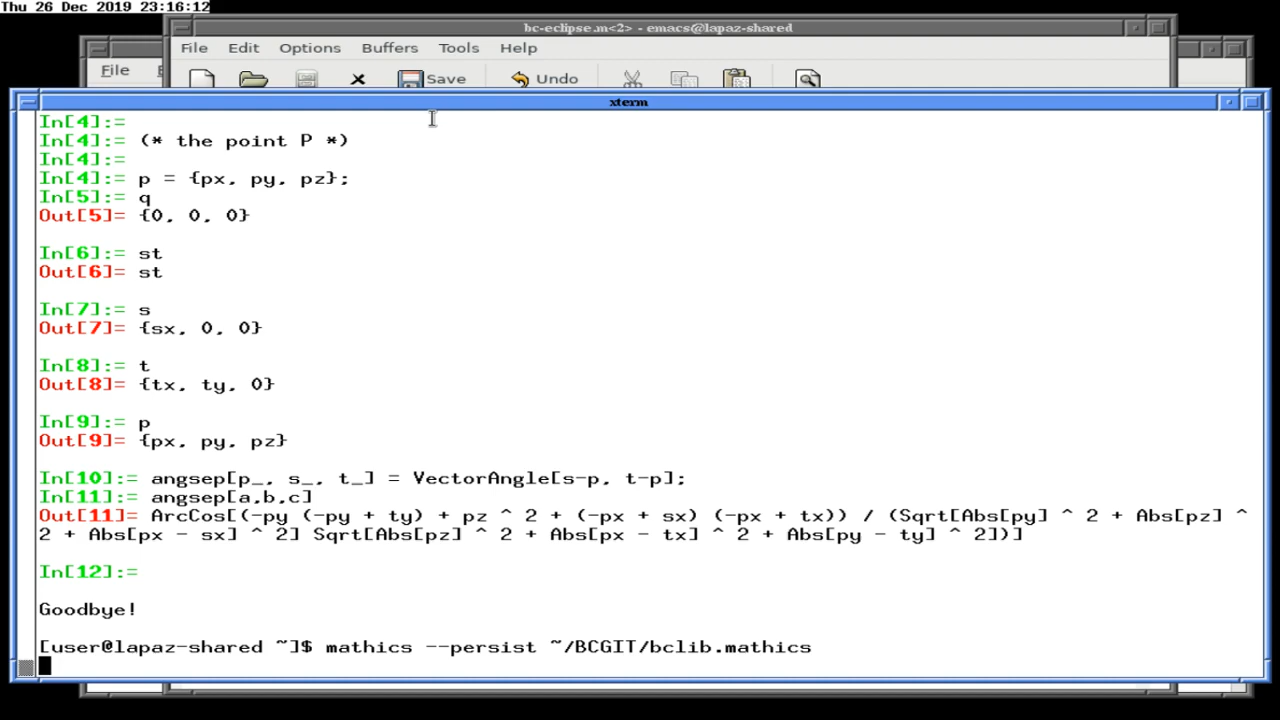 Thu 26 Dec 2019 23:16:12
bc-eclipse.m<2> - emacs@lapaz-shared
File Edit Options Buffers Tools Help
File
Save Undo
xterm
In[4]:=
In[4]:= (* the point P *)
In[4]:=
In[4]:= p = {px, py, pz};
In[5]:= q
Out[5]= {0, 0, 0}
In[6]:= st
Out[6]= st
In[7]:= s
Out[7]= {sx, 0, 0}
In[8]:= t
Out[8]= {tx, ty, 0}
In[9]:= p
Out[9]= {px, py, pz}
In[10]:= angsep[p_, s_, t_] = VectorAngle[s-p, t-p];
In[11]:= angsep[a,b,c]
Out[11]= ArcCos[(-py (-py + ty) + pz ^ 2 + (-px + sx) (-px + tx)) / (Sqrt[Abs[py] ^ 2 + Abs[pz] ^
2 + Abs[px - sx] ^ 2] Sqrt[Abs[pz] ^ 2 + Abs[px - tx] ^ 2 + Abs[py - ty] ^ 2])]
In[12]:=
Goodbye!
[user@lapaz-shared ~]$ mathics --persist ~/BCGIT/bclib.mathics